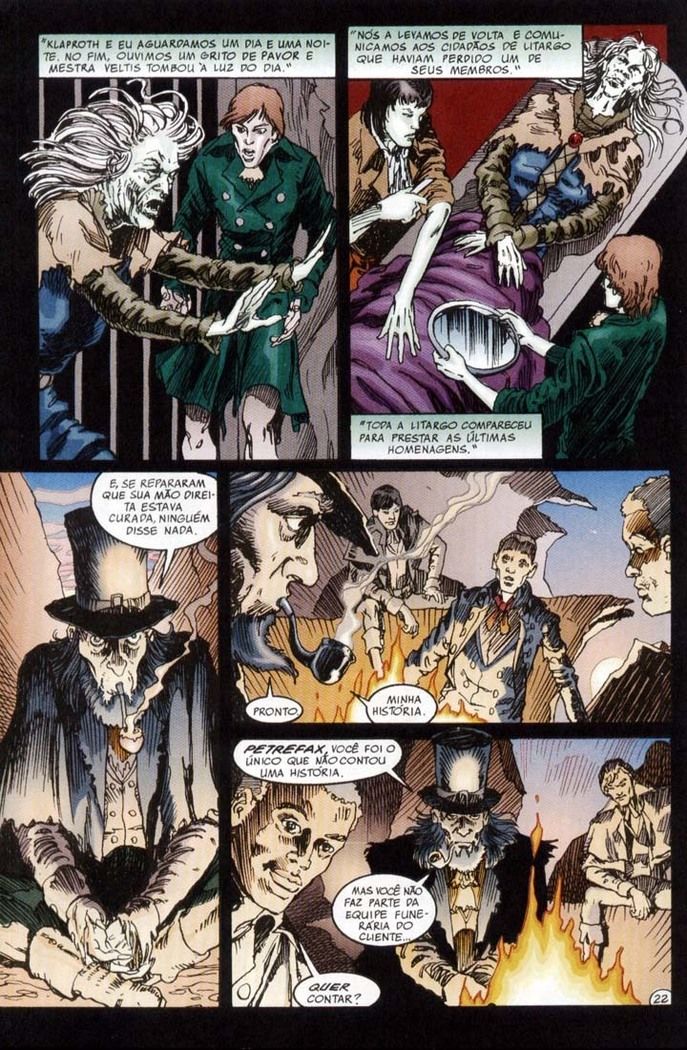 "KLAPROTH E EU AGUARDAMOS UM DIA E UMA NOI-
TE. NO FIM, OUVIMOS UM GRITO DE PAVOR E
MESTRA VELTIS TOMBOU À LUZ DO DIA."
"NÓS A LEVAMOS DE VOLTA E COMU-
NICAMOS AOS CIDADÃOS DE LITARGO
QUE HAVIAM PERDIDO UM DE
SEUS MEMBROS."
"TODA A LITARGO COMPARECEU
PARA PRESTAR AS ÚLTIMAS
HOMENAGENS."
E, SE REPARARAM
QUE SUA MÃO DIREI-
TA ESTAVA
CURADA, NINGUÉM
DISSE NADA.
PRONTO.
MINHA
HISTÓRIA.
PETREFAX, VOCÊ FOI O
ÚNICO QUE NÃO CONTOU
UMA HISTÓRIA.
MAS VOCÊ NÃO
FAZ PARTE DA
EQUIPE FUNE-
RÁRIA DO
CLIENTE...
QUER
CONTAR?
22